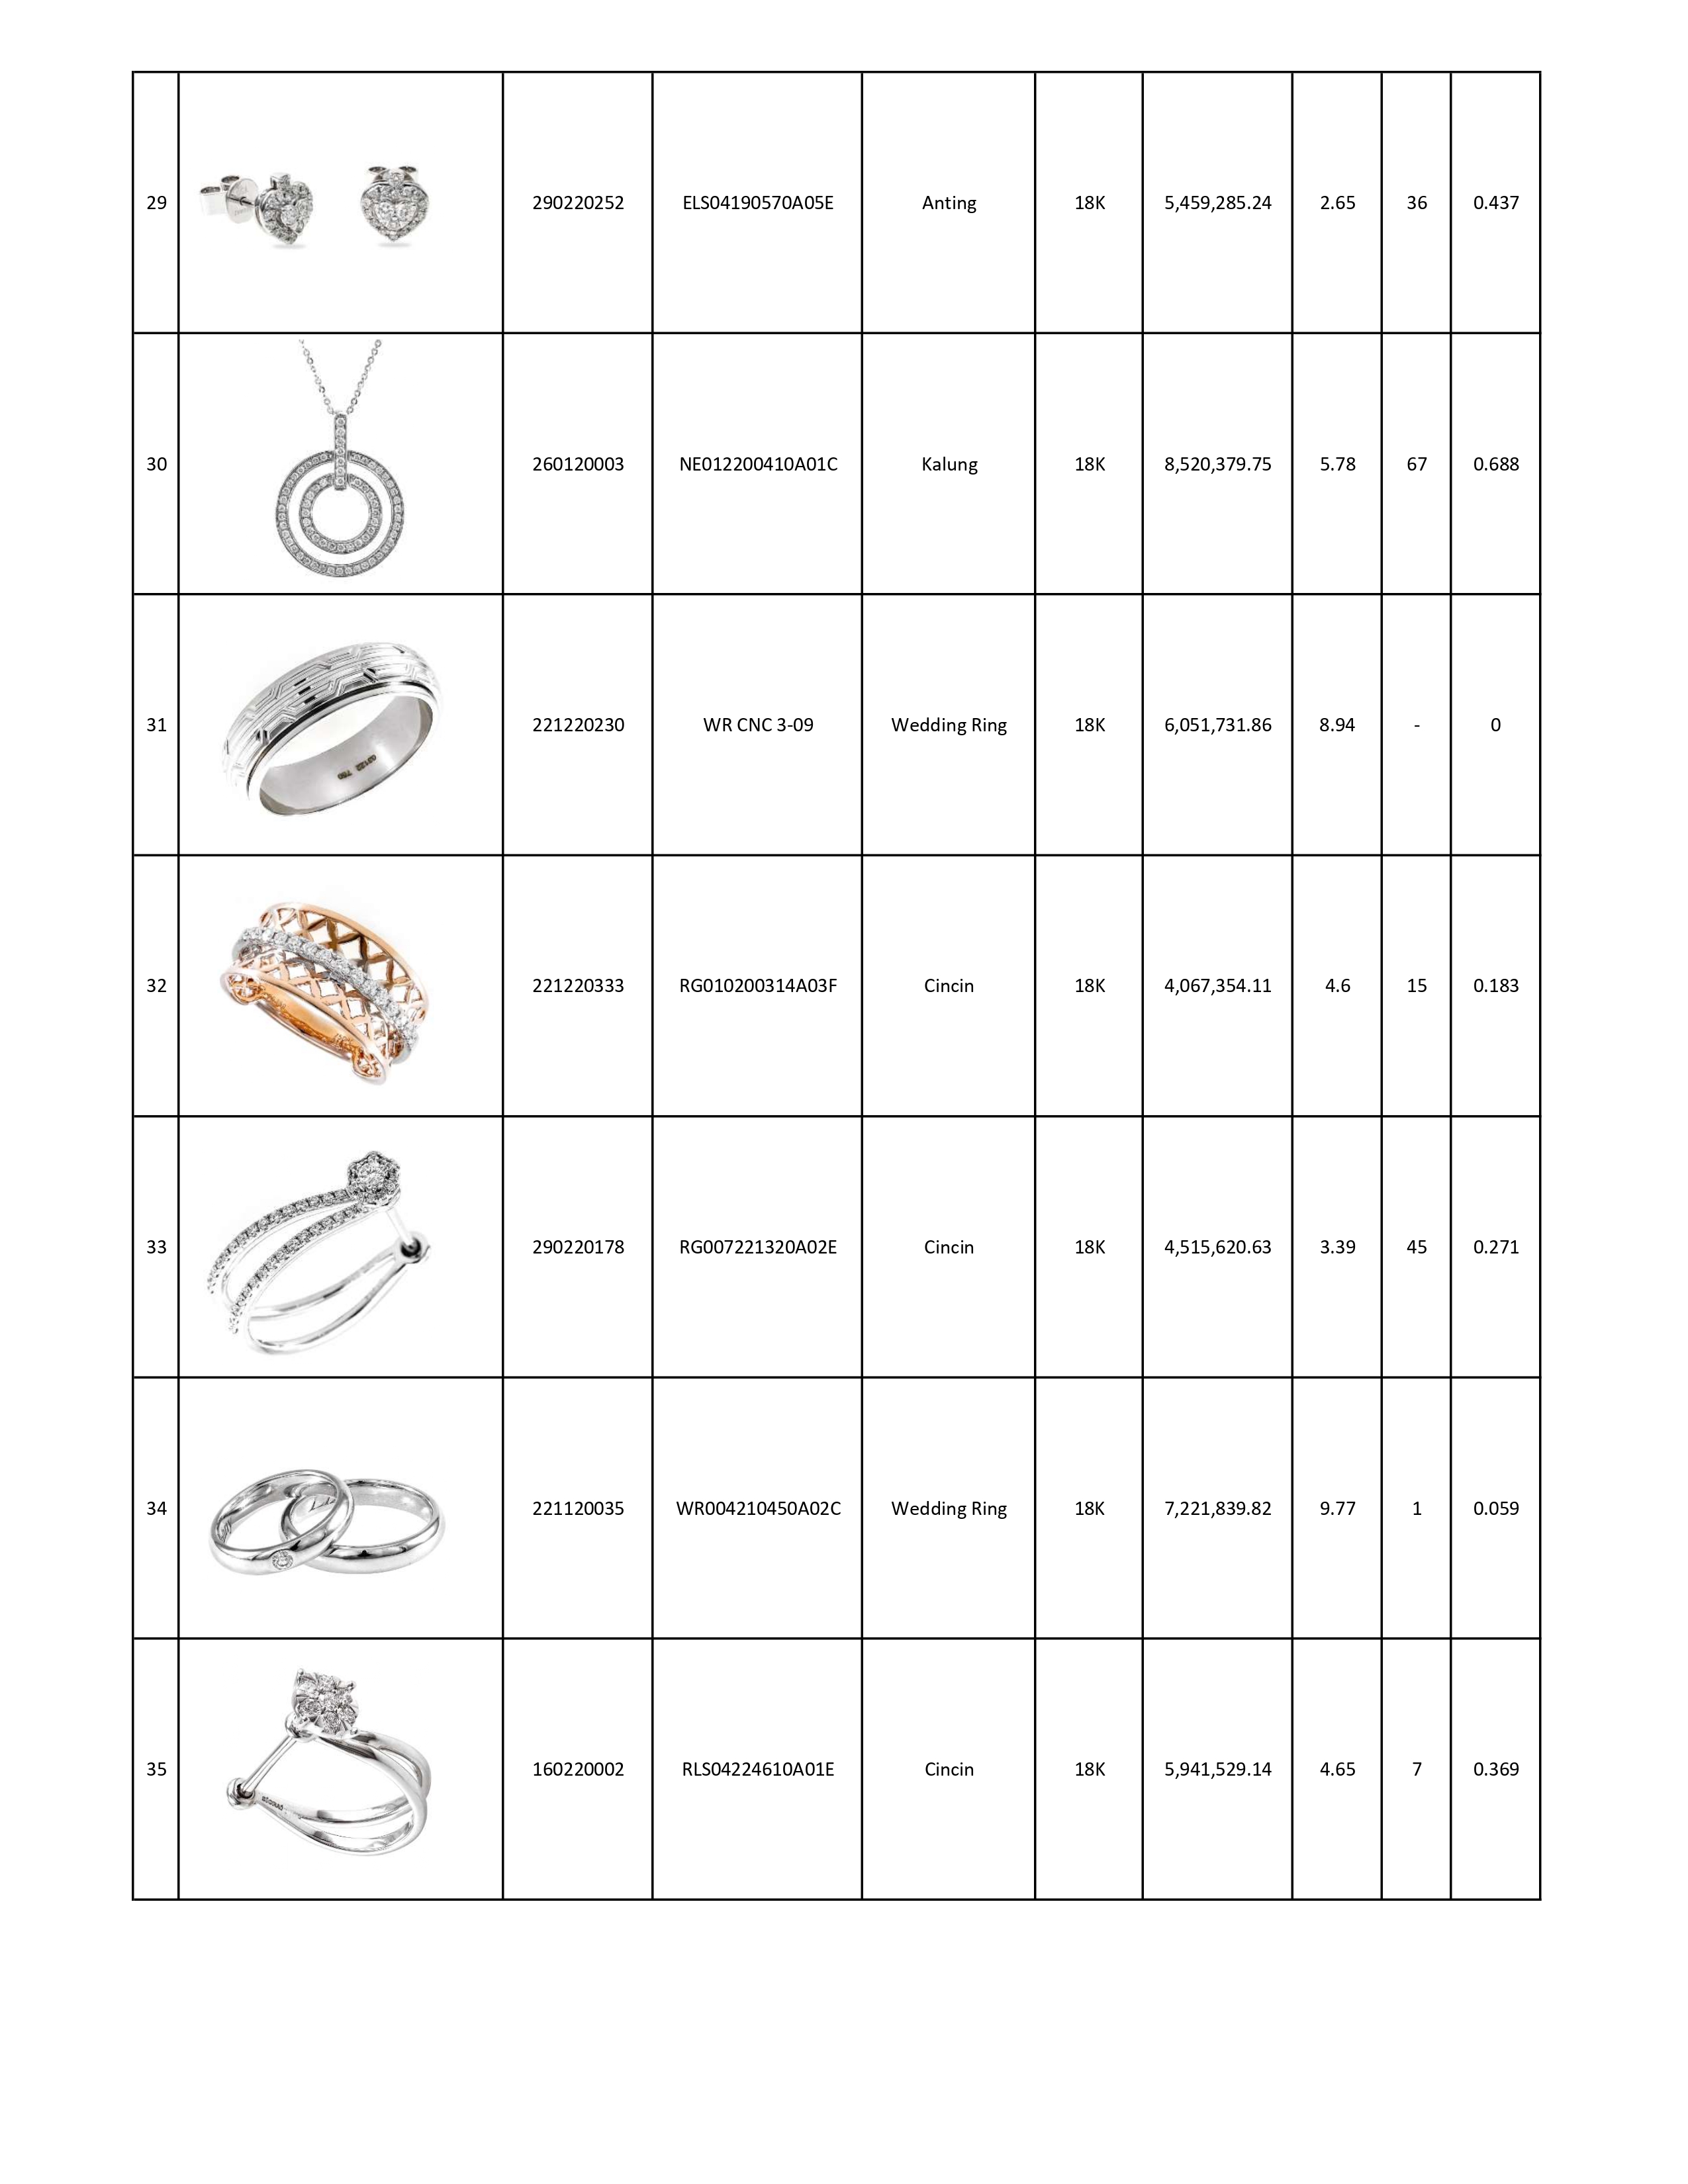 29 290220252 ELS04190570A05E Anting 18K 5,459,285.24 2.65 36 0.437
30 260120003 NE012200410A01C Kalung 18K 8,520,379.75 5.78 67 0.688
31 221220230 WR CNC 3-09 Wedding Ring 18K 6,051,731.86 8.94 - 0
32 221220333 RG010200314A03F Cincin 18K 4,067,354.11 4.6 15 0.183
33 290220178 RG007221320A02E Cincin 18K 4,515,620.63 3.39 45 0.271
34 221120035 WR004210450A02C Wedding Ring 18K 7,221,839.82 9.77 1 0.059
35 160220002 RLS04224610A01E Cincin 18K 5,941,529.14 4.65 7 0.369